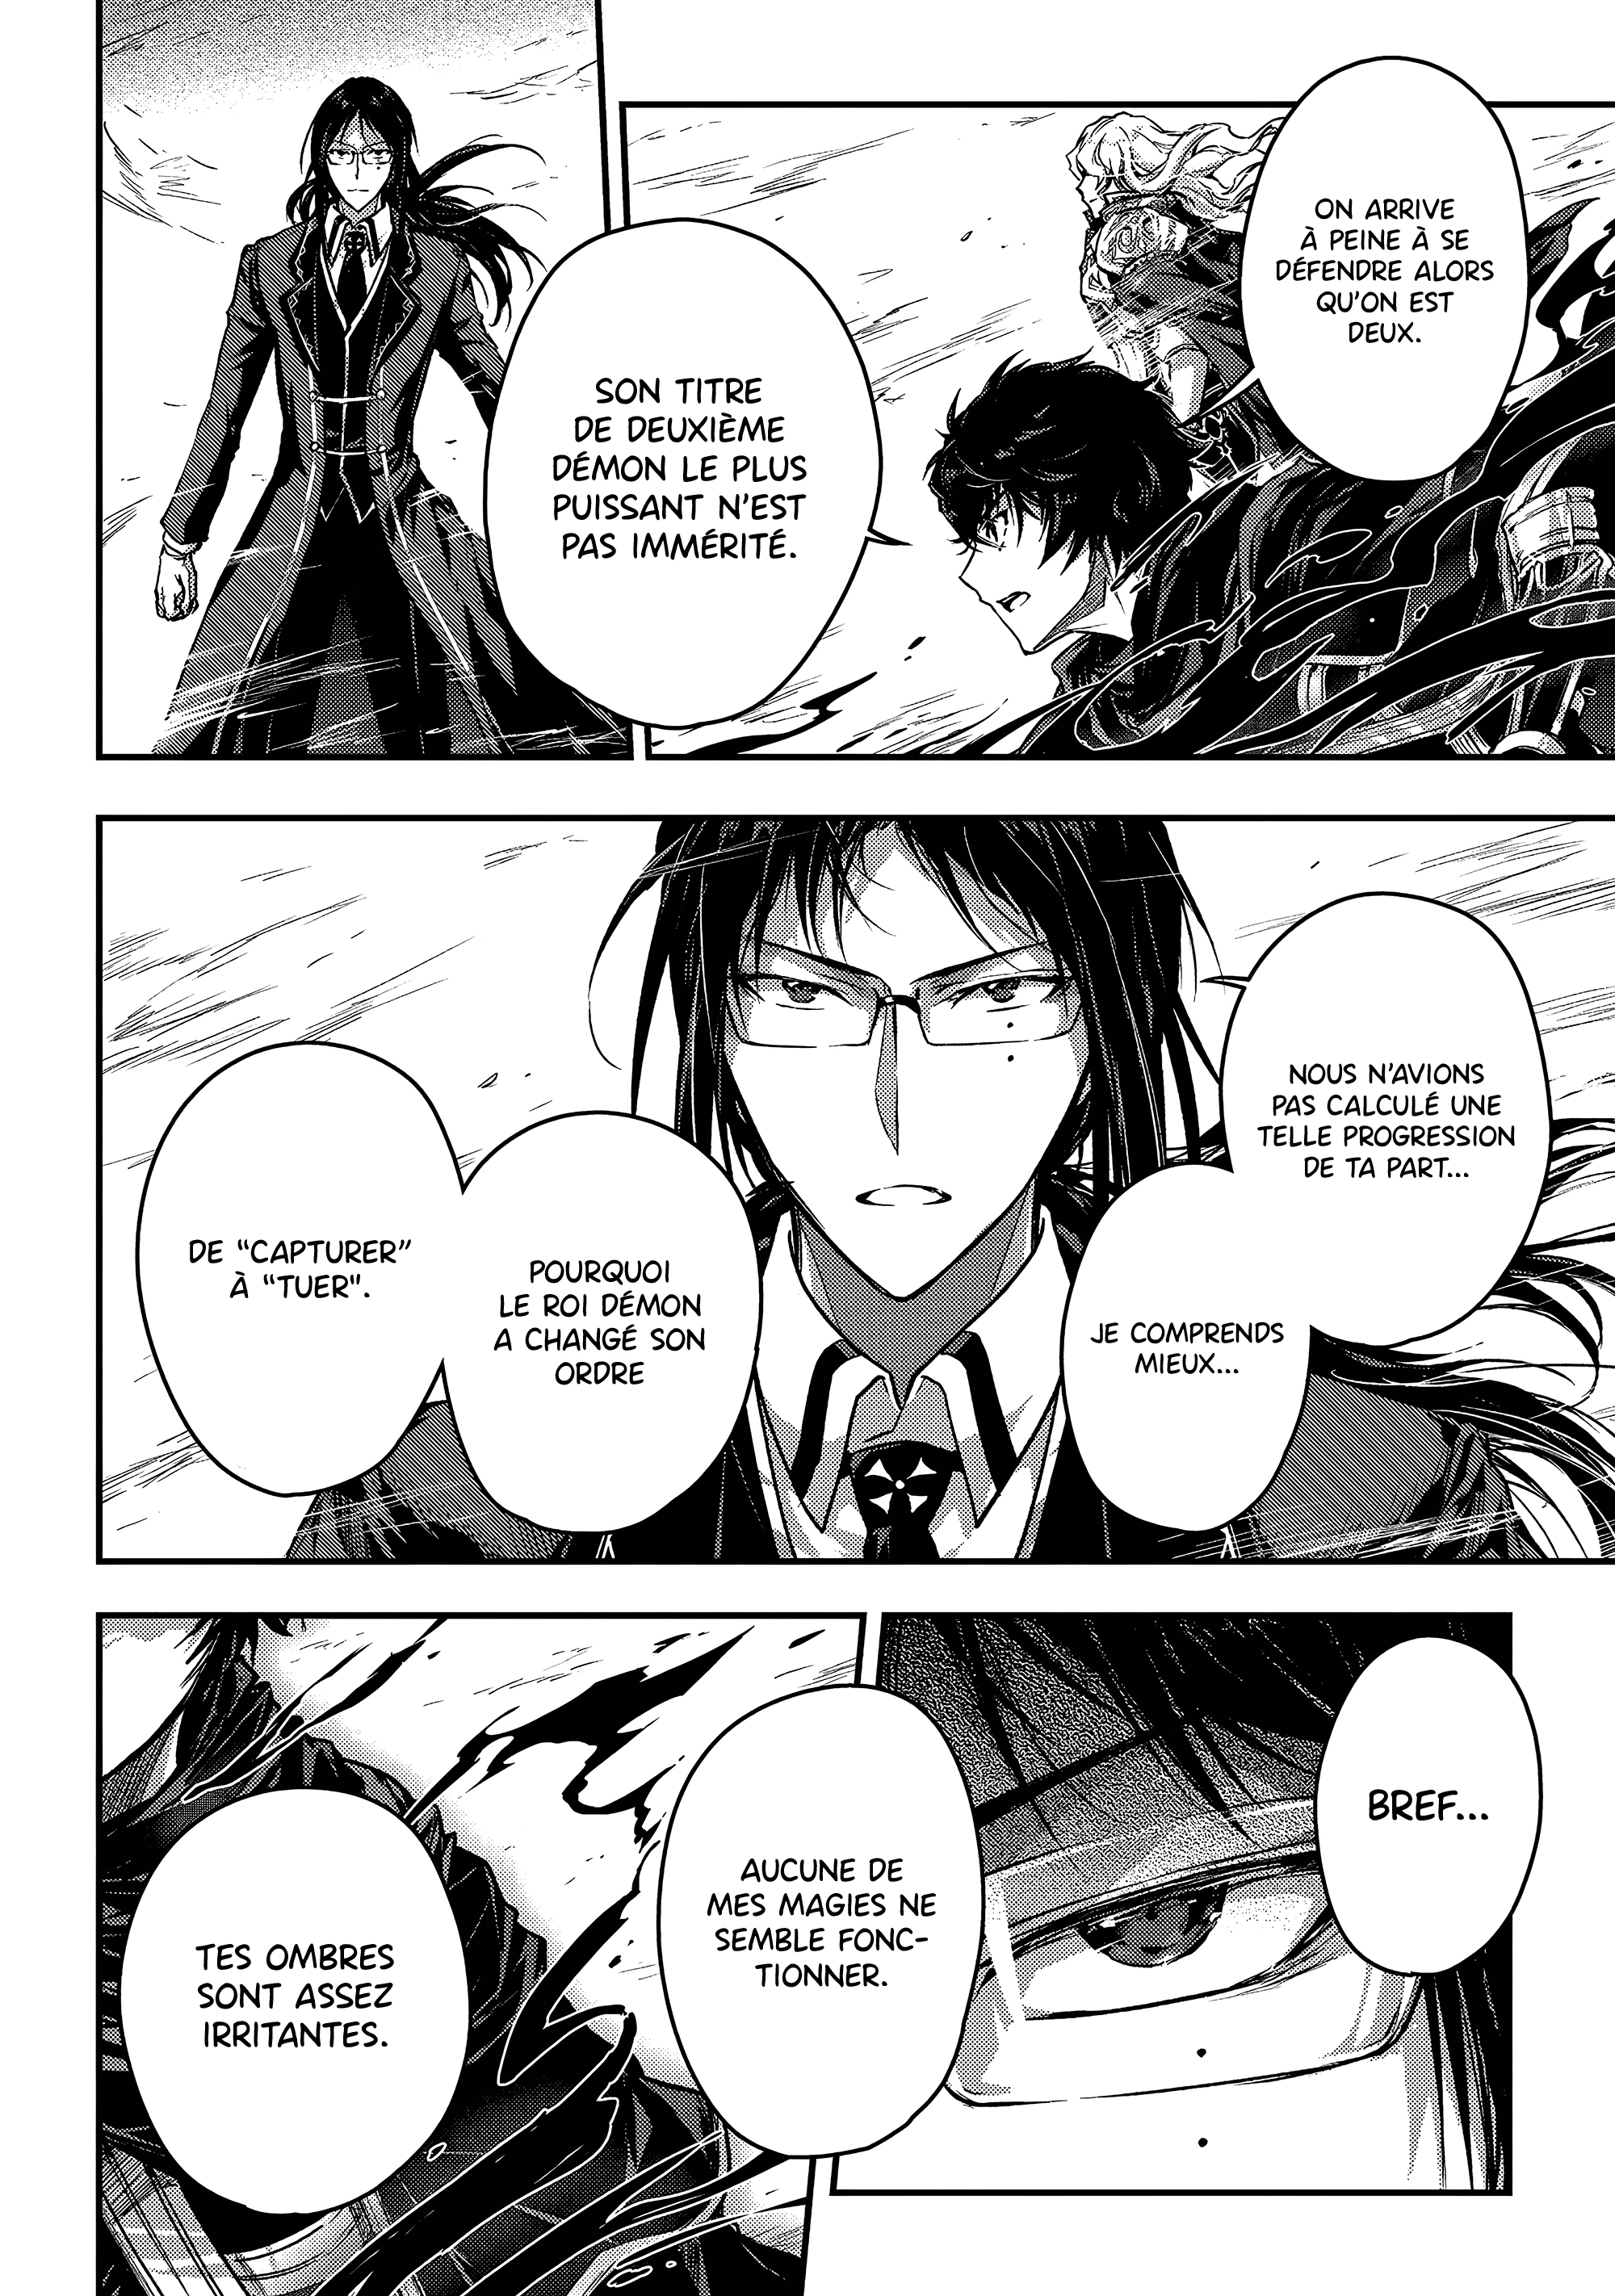 ON ARRIVE
À PEINE À SE
DÉFENDRE ALORS
QU'ON EST
DEUX.
SON TITRE
DE DEUXIÈME
DÉMON LE PLUS
PUISSANT N'EST
PAS IMMÉRITÉ.
NOUS N'AVIONS
PAS CALCULÉ UNE
TELLE PROGRESSION
DE TA PART...
JE COMPRENDS
MIEUX...
POURQUOI
LE ROI DÉMON
A CHANGÉ SON
ORDRE
DE “CAPTURER”
À “TUER”.
BREF...
AUCUNE DE
MES MAGIES NE
SEMBLE FONC-
TIONNER.
TES OMBRES
SONT ASSEZ
IRRITANTES.